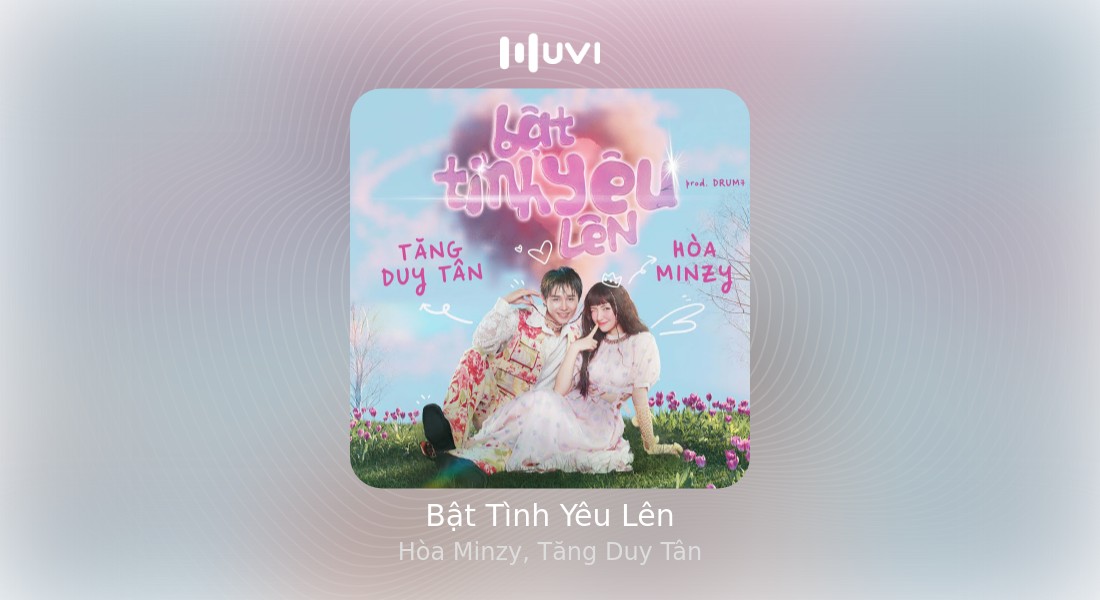 MUVI
bật
tình yêu
lên
prod. DRUM7
TĂNG
DUY TÂN
HÒA
MINZY
Bật Tình Yêu Lên
Hòa Minzy, Tăng Duy Tân